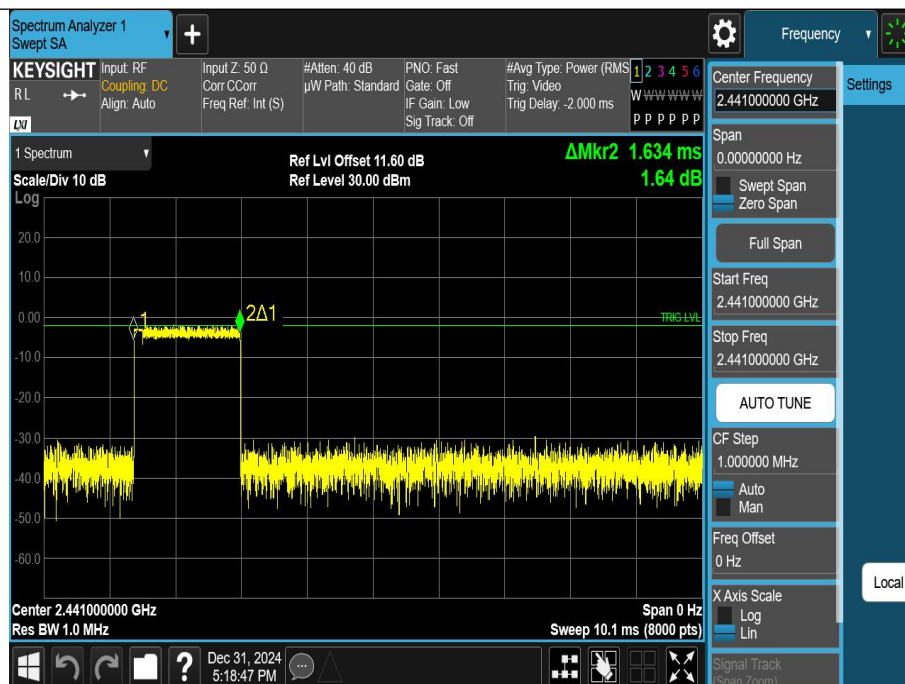 Spectrum Analyzer 1
Swept SA
Frequency
KEYSIGHT
R L
LXI
Input: RF
Coupling: DC
Align: Auto
Input Z: 50 Ω
Corr CCorr
Freq Ref: Int (S)
#Atten: 40 dB
µW Path: Standard
PNO: Fast
Gate: Off
IF Gain: Low
Sig Track: Off
#Avg Type: Power (RMS
Trig: Video
Trig Delay: -2.000 ms
1 2 3 4 5 6
W W W W W W
P P P P P P
Center Frequency
2.441000000 GHz
Settings
Span
0.00000000 Hz
Swept Span
Zero Span
Full Span
Start Freq
2.441000000 GHz
Stop Freq
2.441000000 GHz
AUTO TUNE
CF Step
1.000000 MHz
Auto
Man
Freq Offset
0 Hz
X Axis Scale
Log
Lin
Signal Track
(Span Zoom)
Local
1 Spectrum
Scale/Div 10 dB
Log
Ref Lvl Offset 11.60 dB
Ref Level 30.00 dBm
ΔMkr2 1.634 ms
1.64 dB
20.0
10.0
0.00
-10.0
-20.0
-30.0
-40.0
-50.0
-60.0
1
2Δ1
TRIG LVL
Center 2.441000000 GHz
Res BW 1.0 MHz
Span 0 Hz
Sweep 10.1 ms (8000 pts)
?
Dec 31, 2024
5:18:47 PM